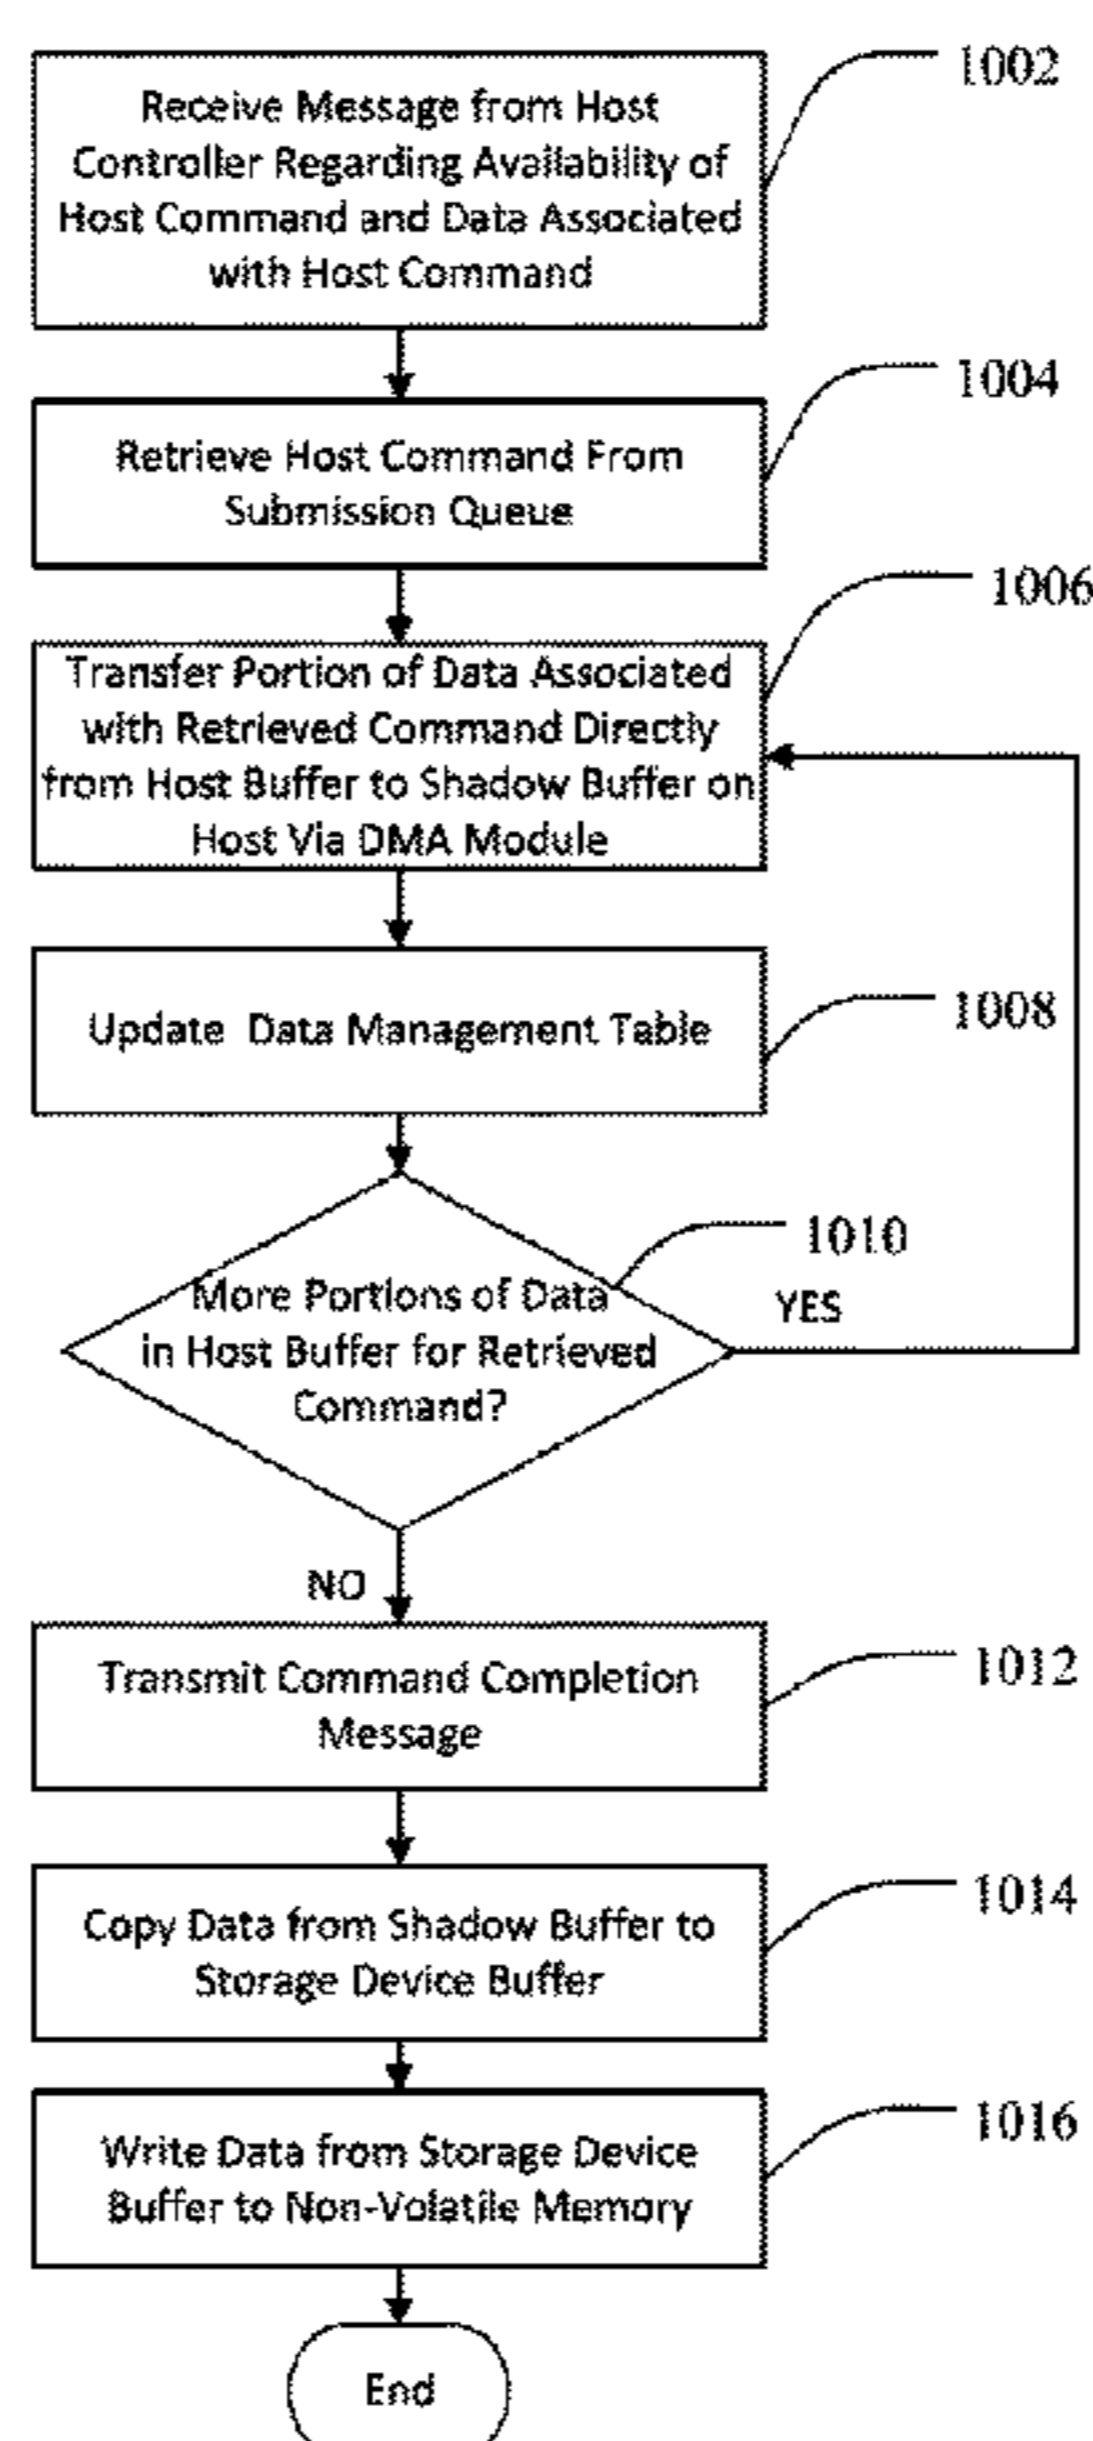 1002
Receive Message from Host
Controller Regarding Availability of
Host Command and Data Associated
with Host Command
1004
Retrieve Host Command From
Submission Queue
1006
Transfer Portion of Data Associated
with Retrieved Command Directly
from Host Buffer to Shadow Buffer on
Host Via DMA Module
1008
Update Data Management Table
1010
More Portions of Data
in Host Buffer for Retrieved
Command?
YES
NO
1012
Transmit Command Completion
Message
1014
Copy Data from Shadow Buffer to
Storage Device Buffer
1016
Write Data from Storage Device
Buffer to Non-Volatile Memory
End